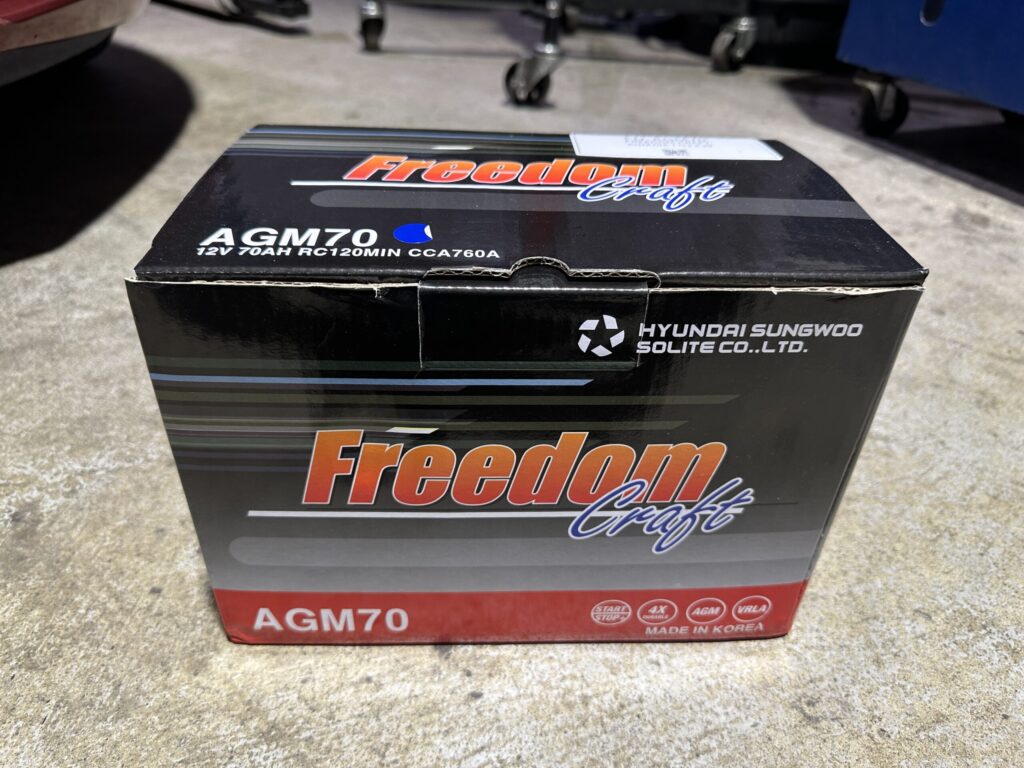 Freedom
Craft
AGM70
12V 70AH RC120MIN CCA760A
HYUNDAI SUNGWOO
SOLITE CO.,LTD.
Freedom
Craft
AGM70
START
STOP
4X
DURABLE
AGM
VRLA
MADE IN KOREA